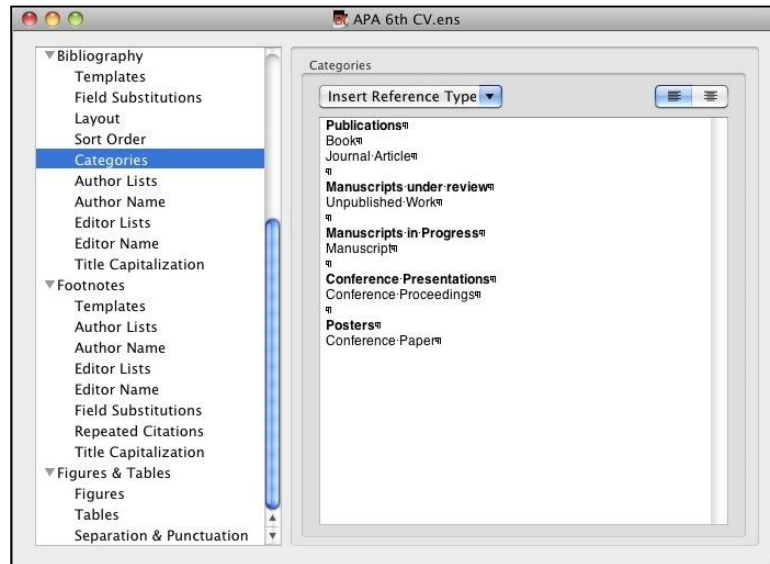 APA 6th CV.ens
Bibliography
Templates
Field Substitutions
Layout
Sort Order
Categories
Author Lists
Author Name
Editor Lists
Editor Name
Title Capitalization
Footnotes
Templates
Author Lists
Author Name
Editor Lists
Editor Name
Field Substitutions
Repeated Citations
Title Capitalization
Figures & Tables
Figures
Tables
Separation & Punctuation
Categories
Insert Reference Type
Publications¶
Book¶
Journal·Article¶
¶
Manuscripts·under·review¶
Unpublished·Work¶
¶
Manuscripts·in·Progress¶
Manuscript¶
¶
Conference·Presentations¶
Conference·Proceedings¶
¶
Posters¶
Conference·Paper¶